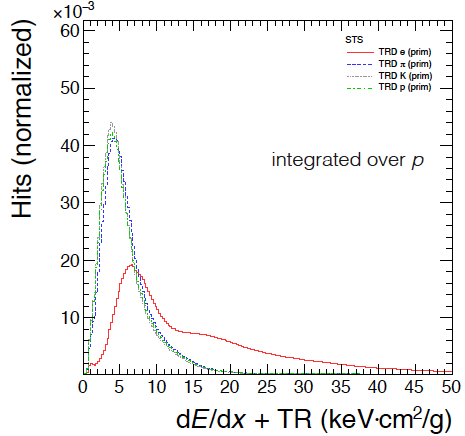 ×10⁻³
60
50
40
30
20
10
Hits (normalized)
STS
TRD e (prim)
TRD π (prim)
TRD K (prim)
TRD p (prim)
integrated over p
0 5 10 15 20 25 30 35 40 45 50
dE/dx + TR (keV·cm²/g)